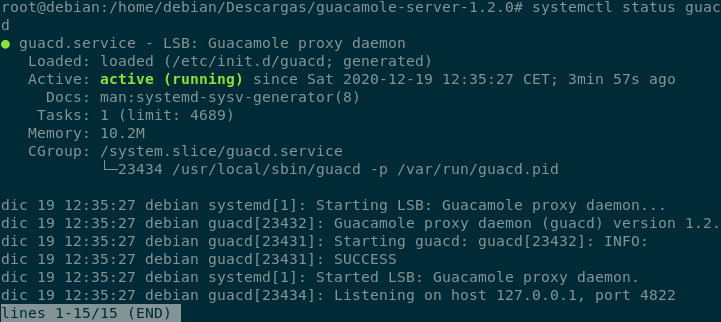 root@debian:/home/debian/Descargas/guacamole-server-1.2.0# systemctl status guac
d
● guacd.service - LSB: Guacamole proxy daemon
   Loaded: loaded (/etc/init.d/guacd; generated)
   Active: active (running) since Sat 2020-12-19 12:35:27 CET; 3min 57s ago
     Docs: man:systemd-sysv-generator(8)
    Tasks: 1 (limit: 4689)
   Memory: 10.2M
   CGroup: /system.slice/guacd.service
           └─23434 /usr/local/sbin/guacd -p /var/run/guacd.pid

dic 19 12:35:27 debian systemd[1]: Starting LSB: Guacamole proxy daemon...
dic 19 12:35:27 debian guacd[23432]: Guacamole proxy daemon (guacd) version 1.2.
dic 19 12:35:27 debian guacd[23431]: Starting guacd: guacd[23432]: INFO:
dic 19 12:35:27 debian guacd[23431]: SUCCESS
dic 19 12:35:27 debian systemd[1]: Started LSB: Guacamole proxy daemon.
dic 19 12:35:27 debian guacd[23434]: Listening on host 127.0.0.1, port 4822
lines 1-15/15 (END)